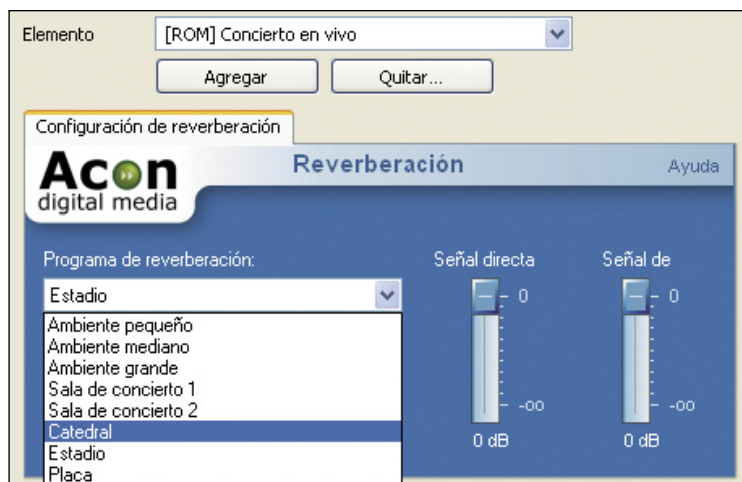 Elemento
[ROM] Concierto en vivo
Agregar
Quitar...
Configuración de reverberación
Acon
digital media
Reverberación
Ayuda
Programa de reverberación:
Señal directa
Señal de
Estadio
0
0
Ambiente pequeño
Ambiente mediano
Ambiente grande
Sala de concierto 1
Sala de concierto 2
Catedral
Estadio
Placa
-oo
-oo
0 dB
0 dB